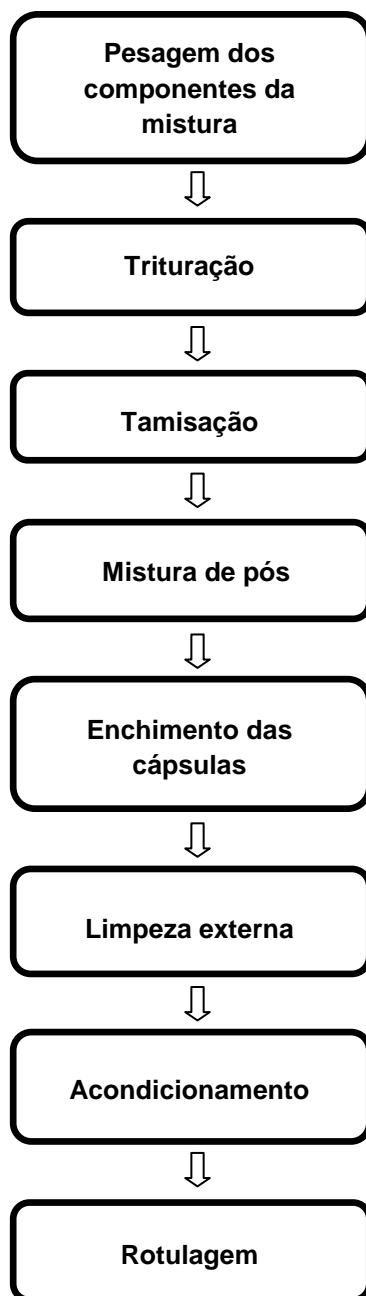 Pesagem dos
componentes da
mistura
Trituração
Tamisação
Mistura de pós
Enchimento das
cápsulas
Limpeza externa
Acondicionamento
Rotulagem